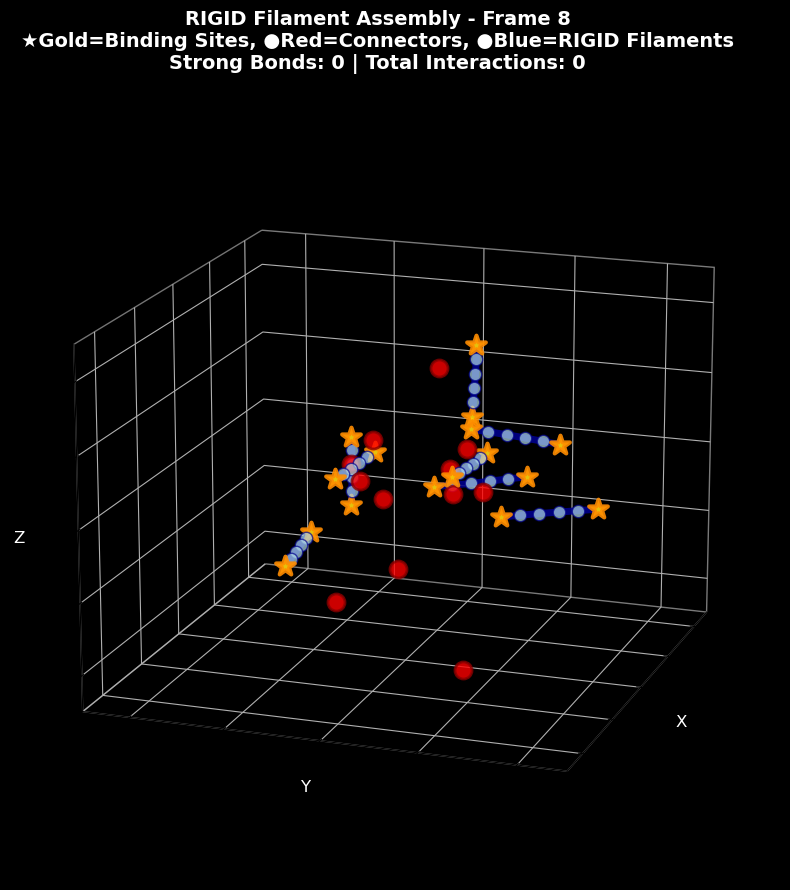 RIGID Filament Assembly - Frame 8
★Gold=Binding Sites, ●Red=Connectors, ●Blue=RIGID Filaments
Strong Bonds: 0 | Total Interactions: 0
Z
X
Y